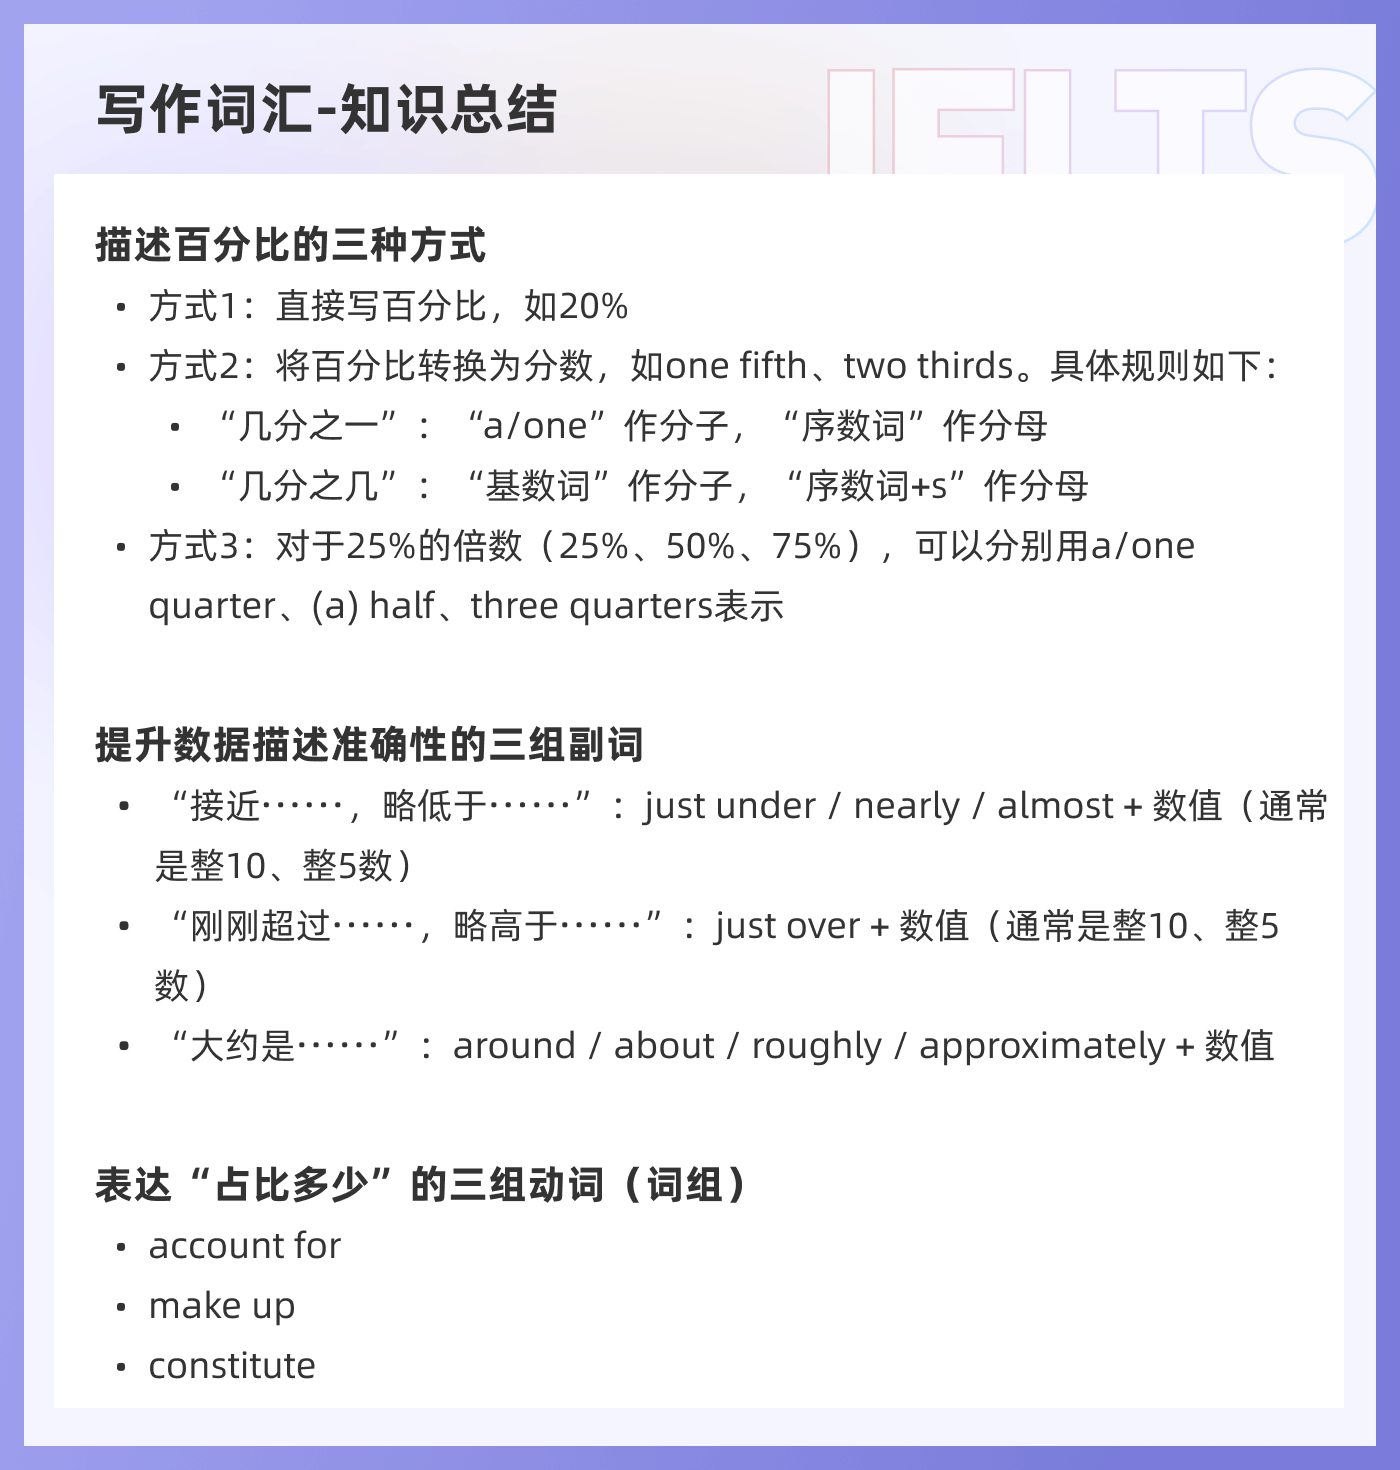 IELTS
写作词汇-知识总结
描述百分比的三种方式
• 方式1：直接写百分比，如20%
• 方式2：将百分比转换为分数，如one fifth、two thirds。具体规则如下：
• “几分之一”：“a/one”作分子，“序数词”作分母
• “几分之几”：“基数词”作分子，“序数词+s”作分母
• 方式3：对于25%的倍数（25%、50%、75%），可以分别用a/one
quarter、(a) half、three quarters表示
提升数据描述准确性的三组副词
• “接近……，略低于……”：just under / nearly / almost + 数值（通常
是整10、整5数）
• “刚刚超过……，略高于……”：just over + 数值（通常是整10、整5
数）
• “大约是……”：around / about / roughly / approximately + 数值
表达“占比多少”的三组动词（词组）
• account for
• make up
• constitute